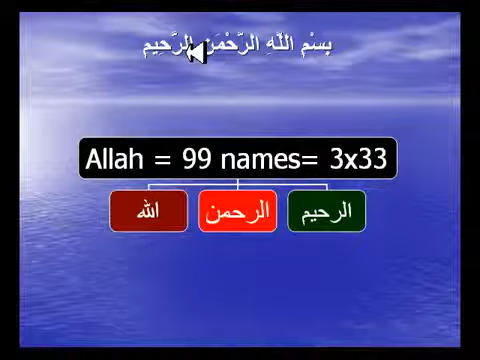 بِسْمِ اللَّهِ الرَّحْمَنِ الرَّحِيمِ
Allah = 99 names= 3x33
الله الرحمن الرحيم